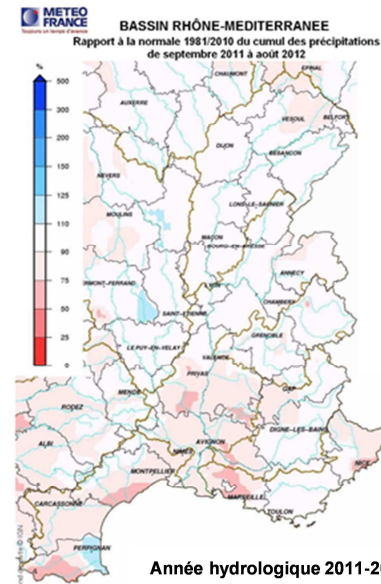 METEO
FRANCE
Toujours un temps d'avance
BASSIN RHÔNE-MEDITERRANEE
Rapport à la normale 1981/2010 du cumul des précipitations
de septembre 2011 à août 2012
%
500
300
200
150
125
110
90
75
50
25
0
EPINAL
CHAUMONT
AUXERRE
VESOUL
BELFORT
DIJON
BESANCON
NEVERS
LONS-LE-SAUNIER
MOULINS
MACON
BOURG-EN-BRESSE
ANNECY
RMONT-FERRAND
LYON
CHAMBERY
SAINT-ETIENNE
GRENOBLE
LE PUY-EN-VELAY
VALENCE
PRIVAS
GAP
MENDE
RODEZ
DIGNE-LES-BAINS
ALBI
AVIGNON
NIMES
NICE
MONTPELLIER
MARSEILLE
CARCASSONNE
TOULON
PERPIGNAN
© IGN
Année hydrologique 2011-20